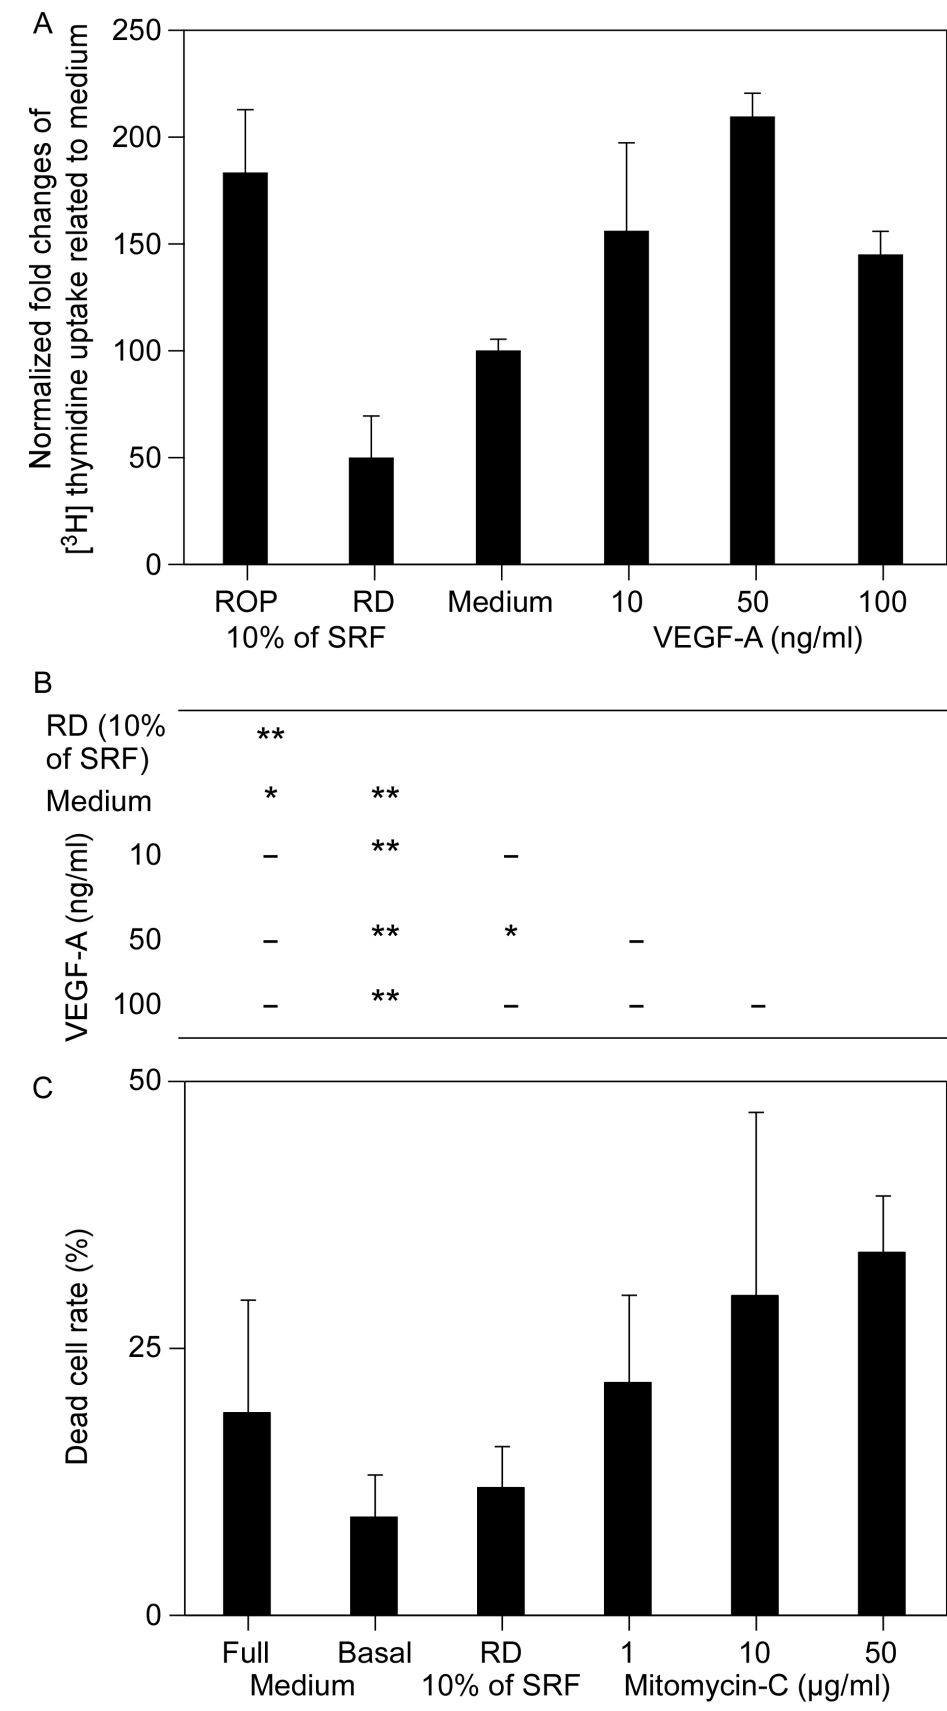 A
Normalized fold changes of
[³H] thymidine uptake related to medium
250
200
150
100
50
0
ROP RD Medium 10 50 100
10% of SRF VEGF-A (ng/ml)
B
RD (10%
of SRF)
**
Medium * **
VEGF-A (ng/ml)
10 – ** –
50 – ** * –
100 – ** – – –
C
Dead cell rate (%)
50
25
0
Full Basal RD 1 10 50
Medium 10% of SRF Mitomycin-C (µg/ml)